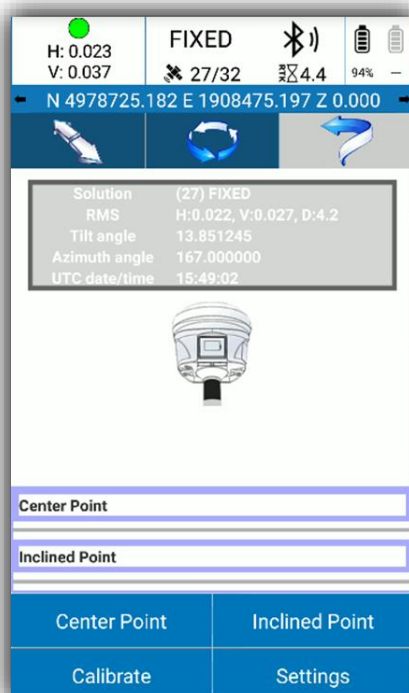 H: 0.023
V: 0.037
FIXED
27/32
4.4
94%
N 4978725.182 E 1908475.197 Z 0.000
Solution (27) FIXED
RMS H:0.022, V:0.027, D:4.2
Tilt angle 13.851245
Azimuth angle 167.000000
UTC date/time 15:49:02
Center Point
Inclined Point
Center Point Inclined Point
Calibrate Settings